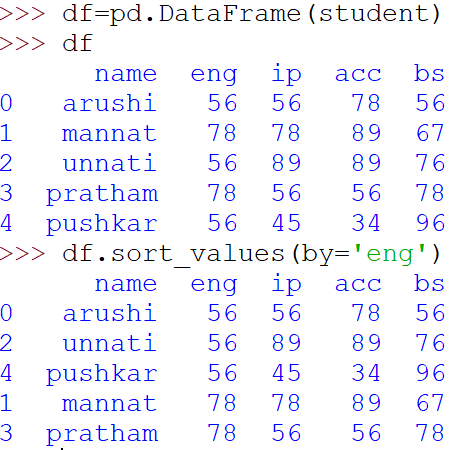 >>> df=pd.DataFrame(student)
>>> df
      name  eng  ip  acc  bs
0   arushi   56  56   78  56
1   mannat   78  78   89  67
2   unnati   56  89   89  76
3  pratham   78  56   56  78
4  pushkar   56  45   34  96
>>> df.sort_values(by='eng')
      name  eng  ip  acc  bs
0   arushi   56  56   78  56
2   unnati   56  89   89  76
4  pushkar   56  45   34  96
1   mannat   78  78   89  67
3  pratham   78  56   56  78